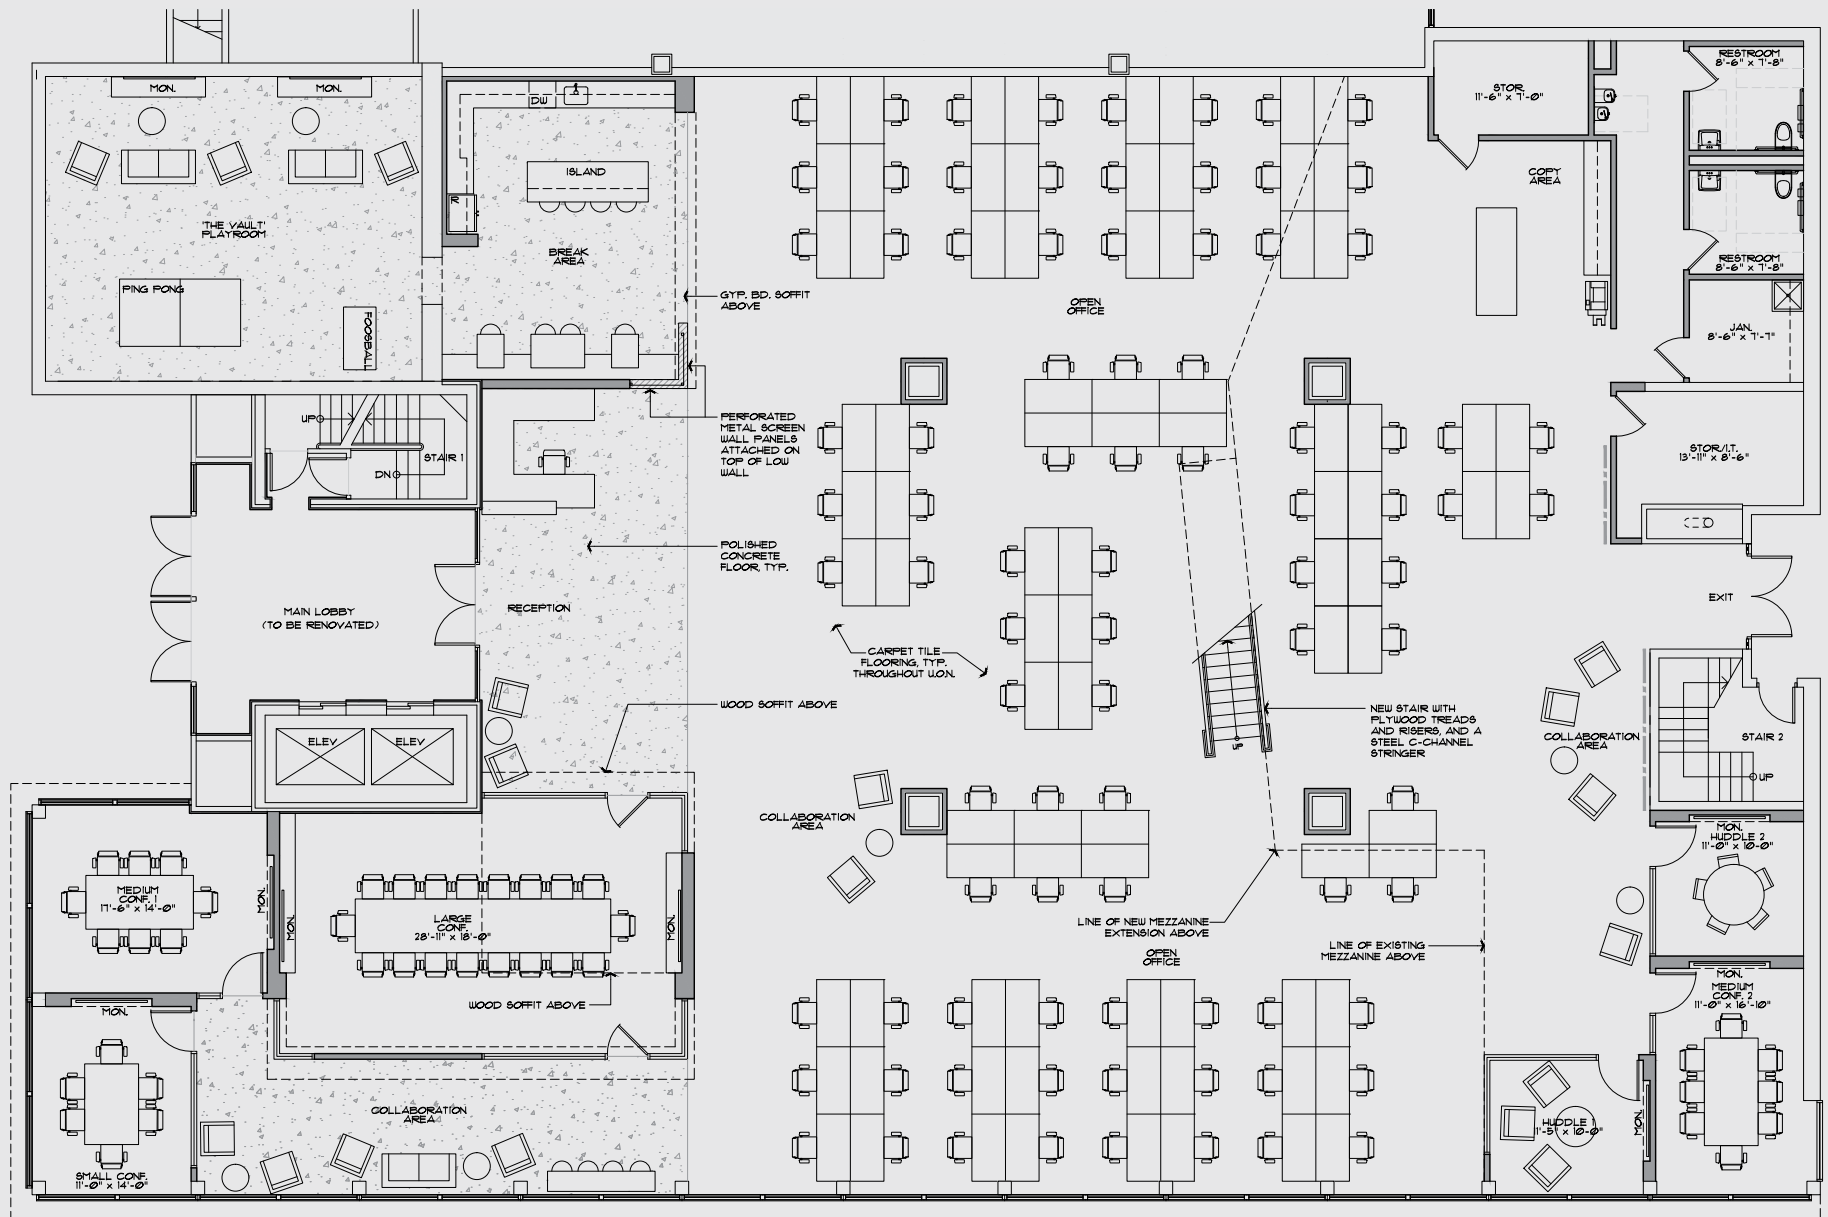 RESTROOM
8'-6" x 7'-8"
MON.
MON.
STOR.
11'-6" x 7'-0"
DW
ISLAND
COPY
AREA
R
'THE VAULT'
PLAYROOM
BREAK
AREA
RESTROOM
8'-6" x 7'-8"
PING PONG
GYP. BD. SOFFIT
ABOVE
OPEN
OFFICE
FOOSBALL
JAN.
8'-6" x 7'-7"
UP
PERFORATED
METAL SCREEN
WALL PANELS
ATTACHED ON
TOP OF LOW
WALL
STAIR 1
DN
STOR/I.T.
13'-11" x 8'-6"
POLISHED
CONCRETE
FLOOR, TYP.
MAIN LOBBY
(TO BE RENOVATED)
RECEPTION
EXIT
CARPET TILE
FLOORING, TYP.
THROUGHOUT U.O.N.
WOOD SOFFIT ABOVE
NEW STAIR WITH
PLYWOOD TREADS
AND RISERS, AND A
STEEL C-CHANNEL
STRINGER
UP
ELEV
ELEV
COLLABORATION
AREA
STAIR 2
UP
COLLABORATION
AREA
MON.
HUDDLE 2
11'-0" x 10'-0"
MEDIUM
CONF. 1
17'-6" x 14'-0"
MON.
MON.
LARGE
CONF.
28'-11" x 18'-0"
MON.
LINE OF NEW MEZZANINE
EXTENSION ABOVE
LINE OF EXISTING
MEZZANINE ABOVE
OPEN
OFFICE
MON.
MEDIUM
CONF. 2
11'-0" x 16'-10"
WOOD SOFFIT ABOVE
MON.
COLLABORATION
AREA
HUDDLE 1
MON.
SMALL CONF.
11'-0" x 14'-0"